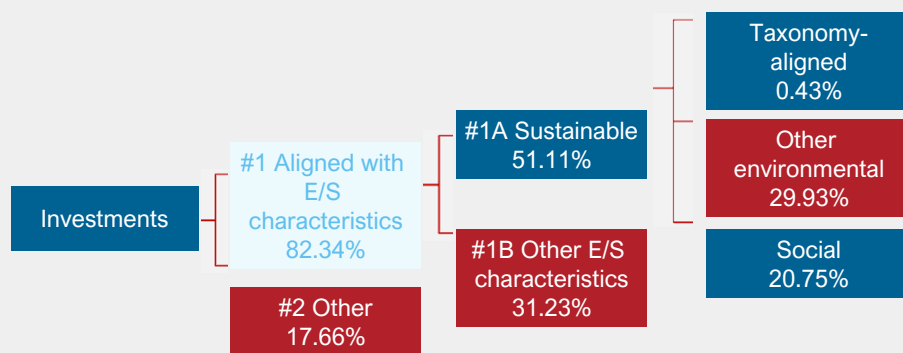 Investments
#1 Aligned with
E/S
characteristics
82.34%
#2 Other
17.66%
#1A Sustainable
51.11%
#1B Other E/S
characteristics
31.23%
Taxonomy-
aligned
0.43%
Other
environmental
29.93%
Social
20.75%